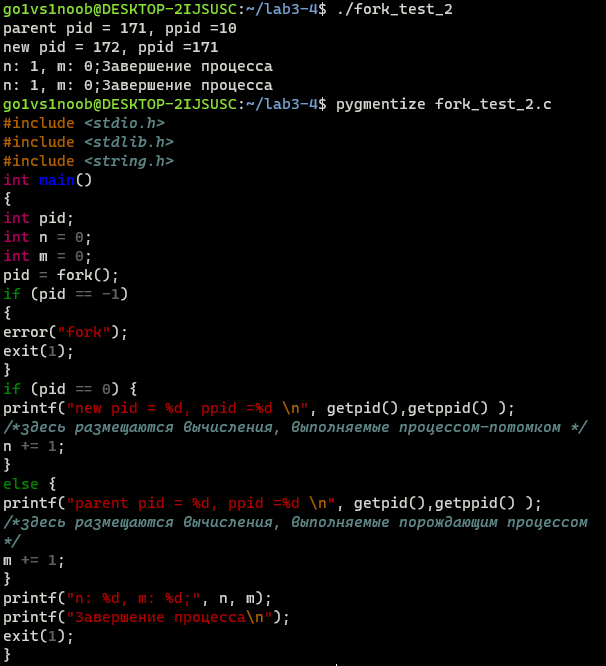 go1vs1noob@DESKTOP-2IJSUSC:~/lab3-4$ ./fork_test_2
parent pid = 171, ppid =10
new pid = 172, ppid =171
n: 1, m: 0;Завершение процесса
n: 1, m: 0;Завершение процесса
go1vs1noob@DESKTOP-2IJSUSC:~/lab3-4$ pygmentize fork_test_2.c
#include <stdio.h>
#include <stdlib.h>
#include <string.h>
int main()
{
int pid;
int n = 0;
int m = 0;
pid = fork();
if (pid == -1)
{
error("fork");
exit(1);
}
if (pid == 0) {
printf("new pid = %d, ppid =%d \n", getpid(),getppid() );
/*здесь размещаются вычисления, выполняемые процессом-потомком */
n += 1;
}
else {
printf("parent pid = %d, ppid =%d \n", getpid(),getppid() );
/*здесь размещаются вычисления, выполняемые порождающим процессом
*/
m += 1;
}
printf("n: %d, m: %d;", n, m);
printf("Завершение процесса\n");
exit(1);
}